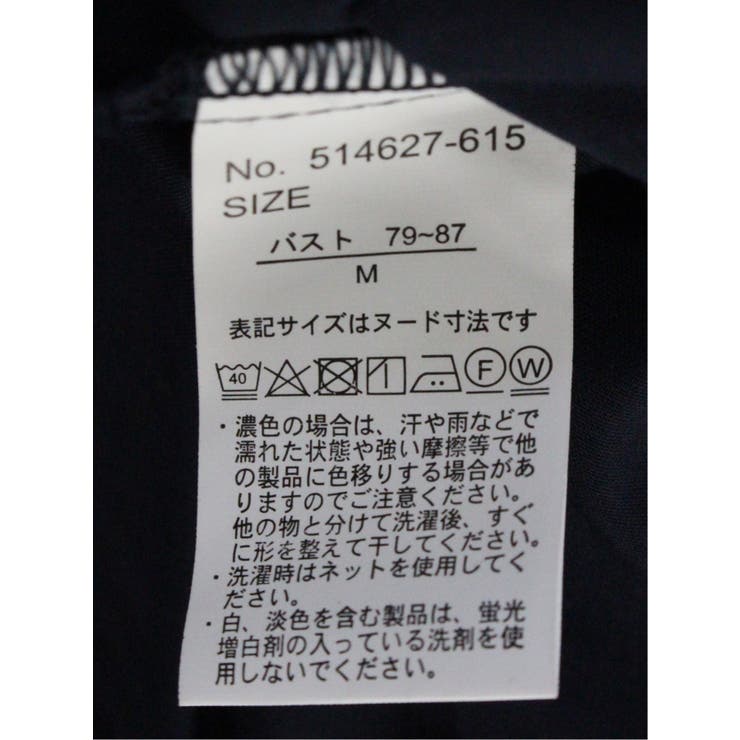 No. 514627-615
SIZE
バスト 79~87
M
表記サイズはヌード寸法です
40
F W
・濃色の場合は、汗や雨などで
濡れた状態や強い摩擦等で他
の製品に色移りする場合があ
りますのでご注意ください。
他の物と分けて洗濯後、すぐ
に形を整えて干してください。
・洗濯時はネットを使用してく
ださい。
・白、淡色を含む製品は、蛍光
増白剤の入っている洗剤を使
用しないでください。